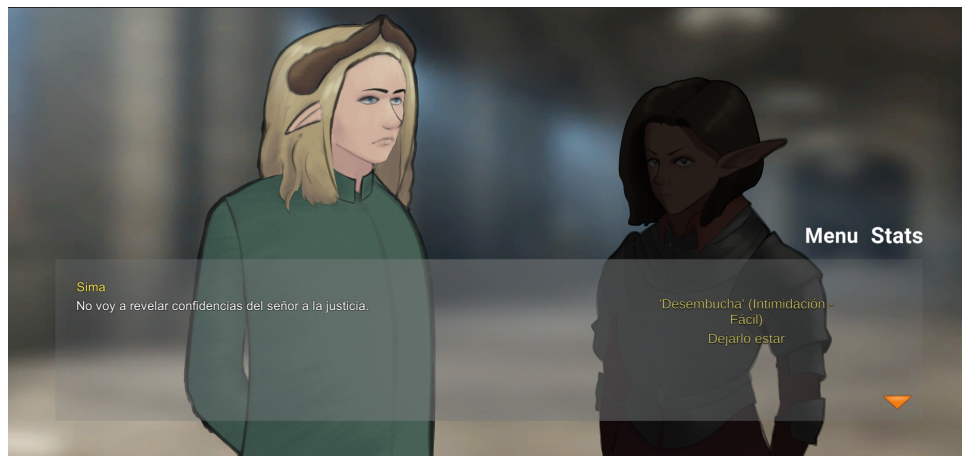 Menu Stats
Sima
No voy a revelar confidencias del señor a la justicia.
'Desembucha' (Intimidación -
Fácil)
Dejarlo estar